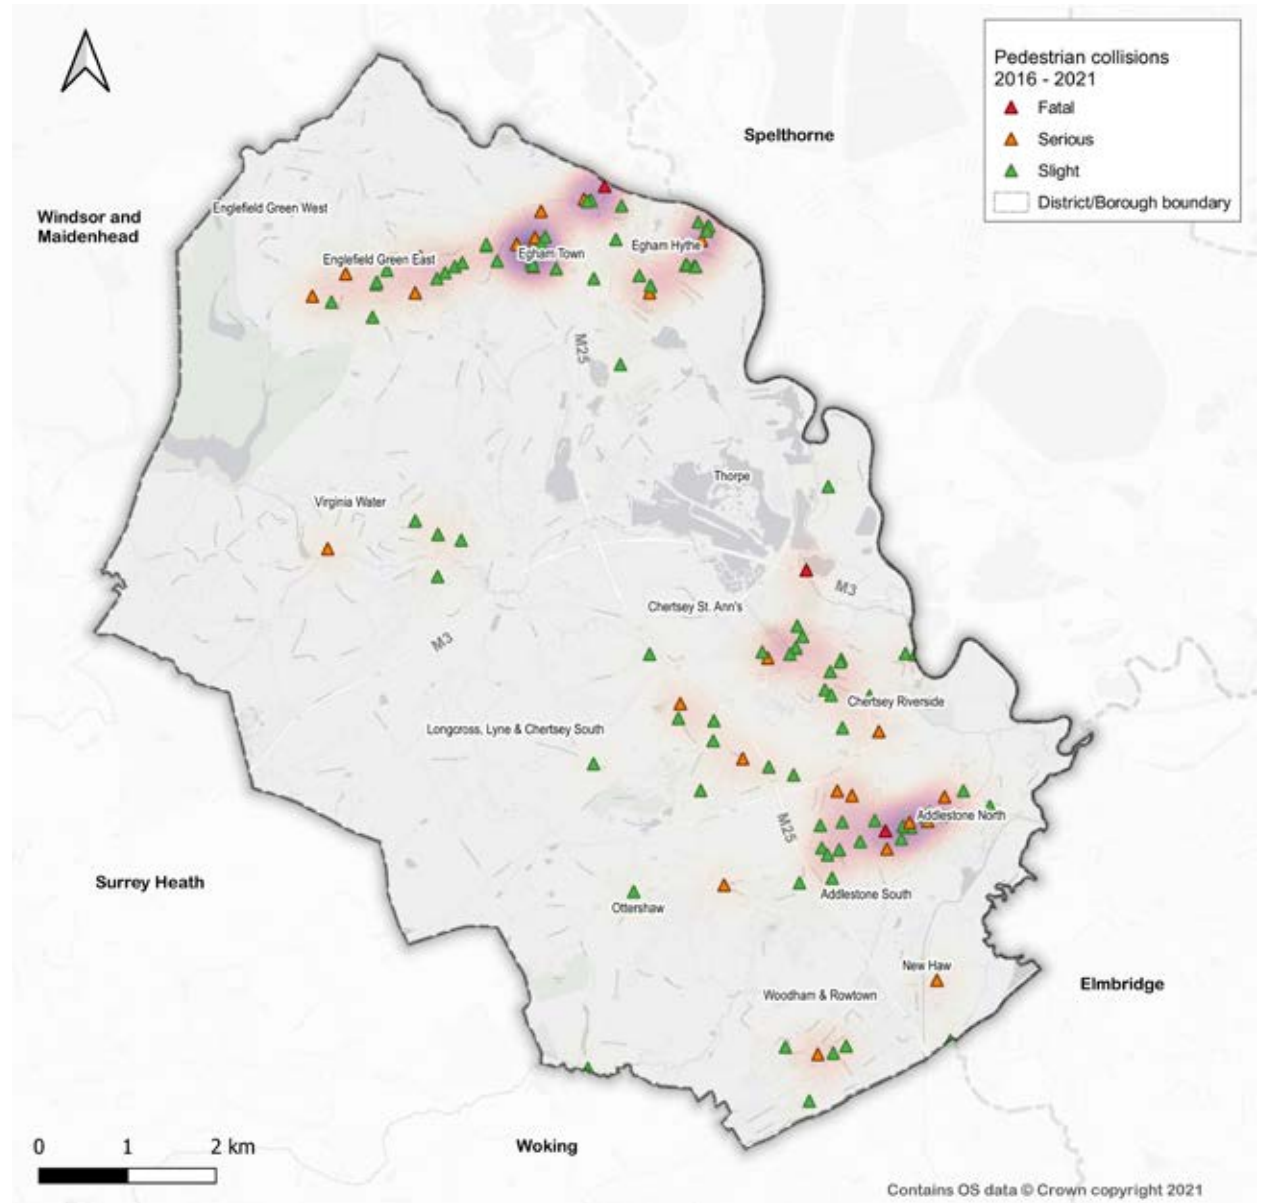 Pedestrian collisions
2016 - 2021
Fatal
Serious
Slight
District/Borough boundary
Spelthorne
Windsor and
Maidenhead
Englefield Green West
Englefield Green East
Egham Town
Egham Hythe
M25
Thorpe
Virginia Water
M3
Chertsey St. Ann's
M3
Chertsey Riverside
Longcross, Lyne & Chertsey South
M25
Addlestone North
Surrey Heath
Addlestone South
Ottershaw
New Haw
Elmbridge
Woodham & Rowtown
0 1 2 km
Woking
Contains OS data © Crown copyright 2021